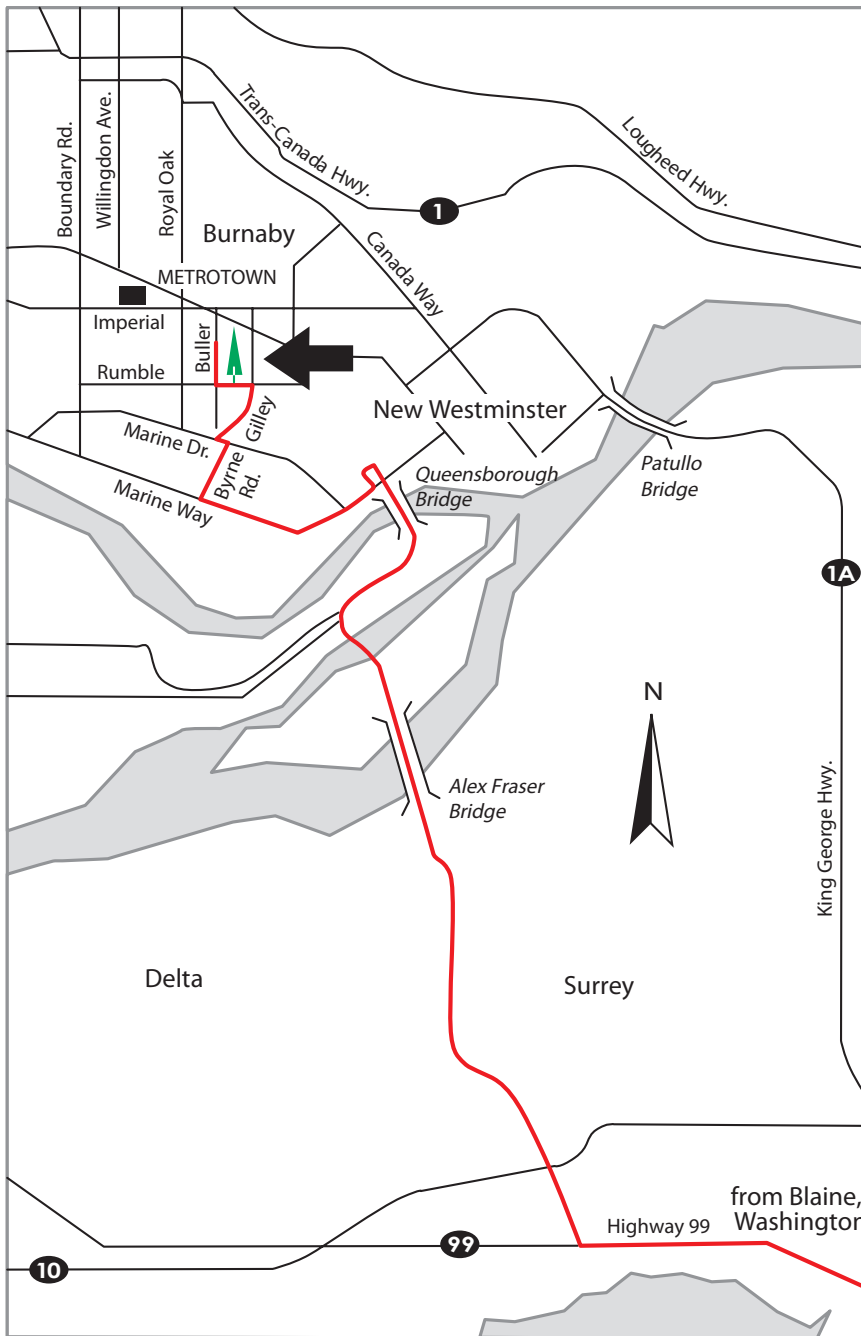 Boundary Rd.
Willingdon Ave.
Royal Oak
Trans-Canada Hwy.
Lougheed Hwy.
1
Burnaby
Canada Way
METROTOWN
Imperial
Buller
Rumble
Gilley
New Westminster
Marine Dr.
Byrne
Rd.
Marine Way
Queensborough
Bridge
Patullo
Bridge
1A
N
Alex Fraser
Bridge
King George Hwy.
Delta
Surrey
from Blaine,
Washington
Highway 99
99
10